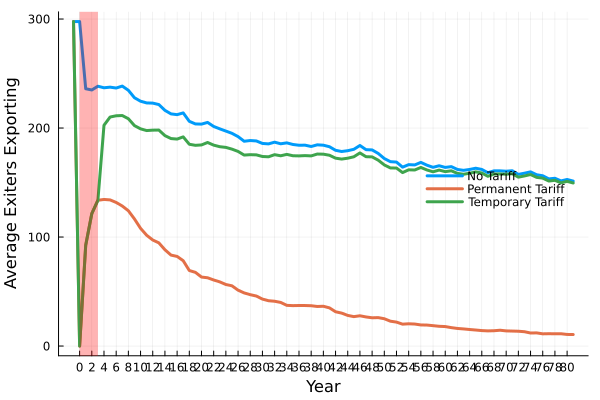 Average Exiters Exporting
300
200
100
0
No Tariff
Permanent Tariff
Temporary Tariff
0 2 4 6 8 10 12 14 16 18 20 22 24 26 28 30 32 34 36 38 40 42 44 46 48 50 52 54 56 58 60 62 64 66 68 70 72 74 76 78 80
Year